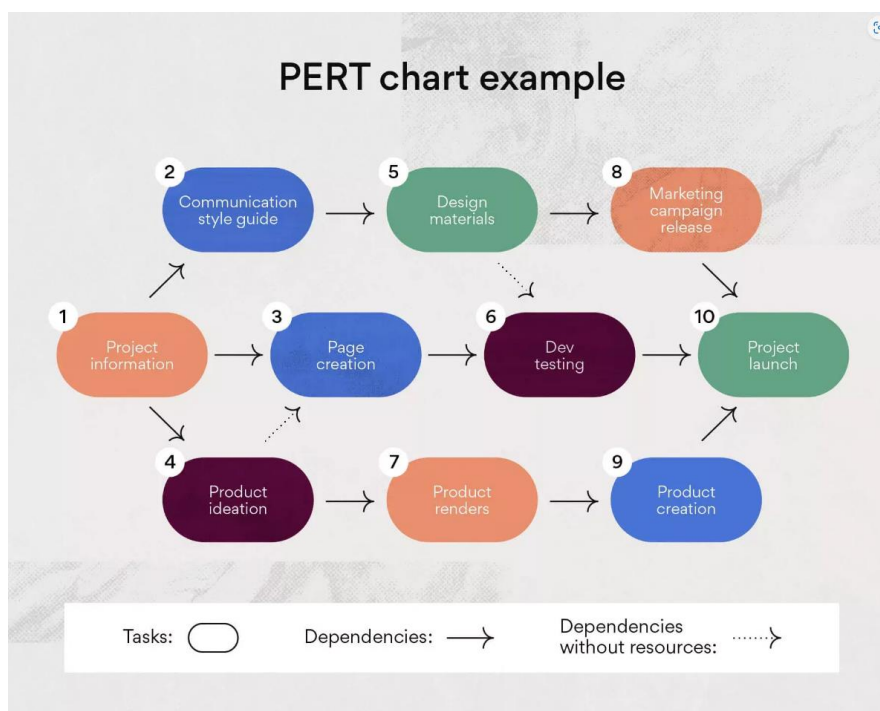 PERT chart example
2
Communication
style guide
5
Design
materials
8
Marketing
campaign
release
1
Project
information
3
Page
creation
6
Dev
testing
10
Project
launch
4
Product
ideation
7
Product
renders
9
Product
creation
Tasks:
Dependencies:
Dependencies
without resources: